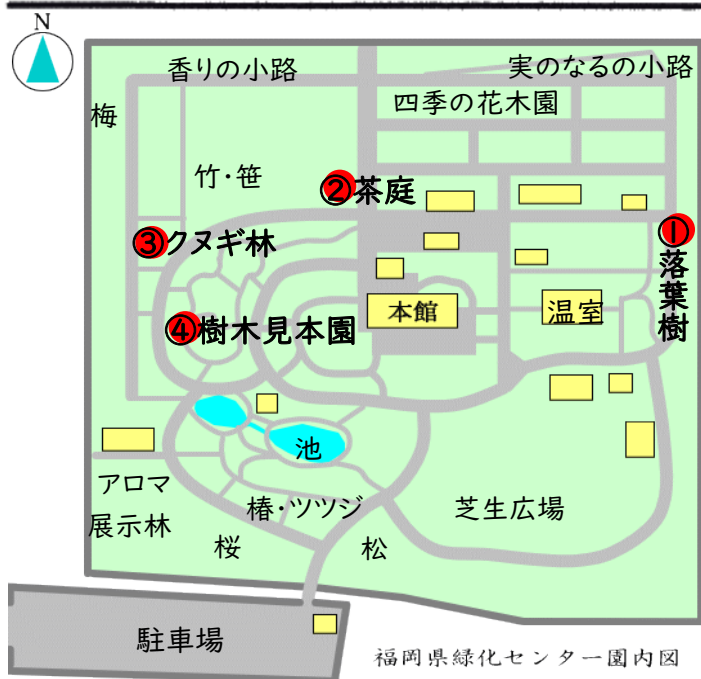 N
香りの小路
実のなるの小路
梅
四季の花木園
竹・笹
②茶庭
③クヌギ林
①落葉樹
④樹木見本園
本館
温室
池
アロマ
展示林
椿・ツツジ
芝生広場
桜
松
駐車場
福岡県緑化センター園内図